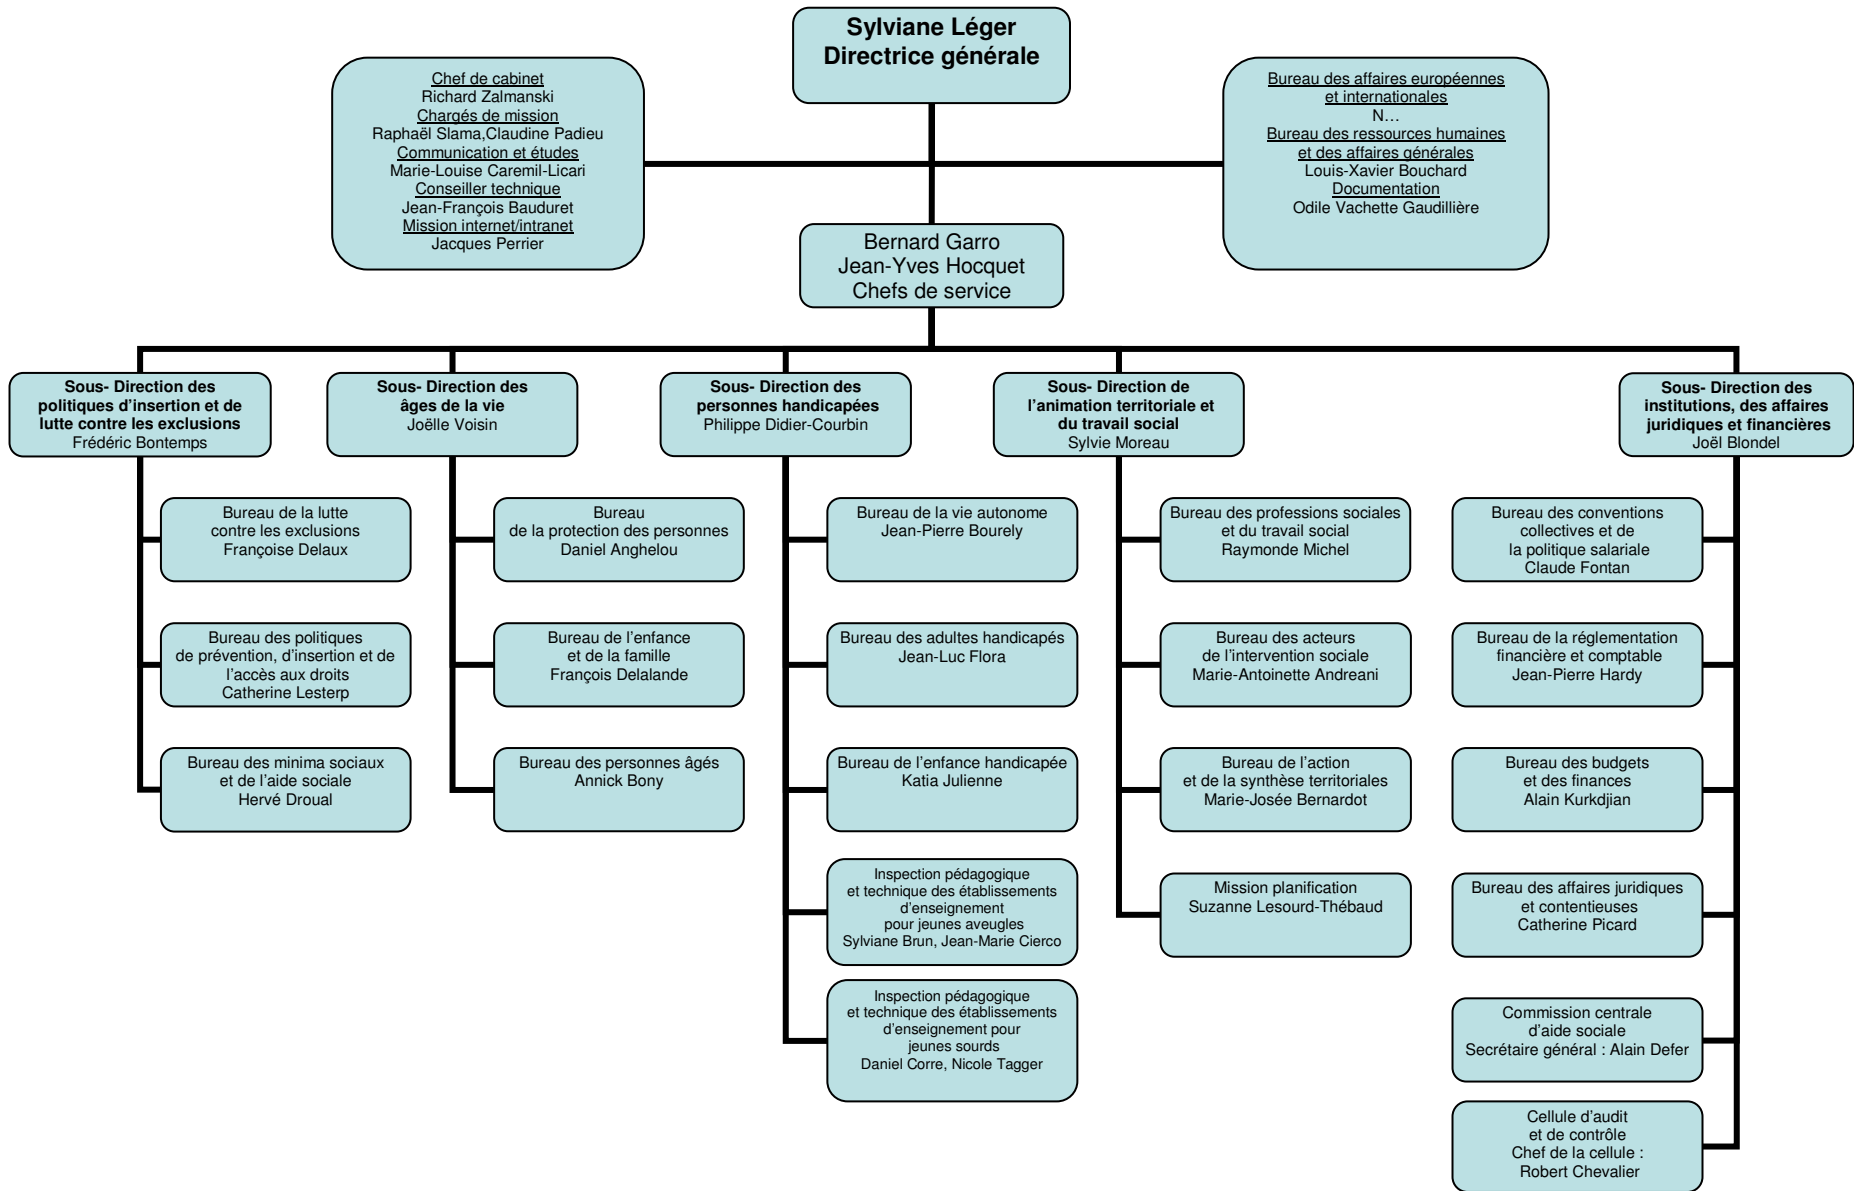 Sylviane Léger
Directrice générale
Chef de cabinet
Richard Zalmanski
Chargés de mission
Raphaël Slama,Claudine Padieu
Communication et études
Marie-Louise Caremil-Licari
Conseiller technique
Jean-François Bauduret
Mission internet/intranet
Jacques Perrier
Bureau des affaires européennes
et internationales
N…
Bureau des ressources humaines
et des affaires générales
Louis-Xavier Bouchard
Documentation
Odile Vachette Gaudillière
Bernard Garro
Jean-Yves Hocquet
Chefs de service
Sous- Direction des
politiques d’insertion et de
lutte contre les exclusions
Frédéric Bontemps
Bureau de la lutte
contre les exclusions
Françoise Delaux
Bureau des politiques
de prévention, d’insertion et de
l’accès aux droits
Catherine Lesterp
Bureau des minima sociaux
et de l’aide sociale
Hervé Droual
Sous- Direction des
âges de la vie
Joëlle Voisin
Bureau
de la protection des personnes
Daniel Anghelou
Bureau de l’enfance
et de la famille
François Delalande
Bureau des personnes âgés
Annick Bony
Sous- Direction des
personnes handicapées
Philippe Didier-Courbin
Bureau de la vie autonome
Jean-Pierre Bourely
Bureau des adultes handicapés
Jean-Luc Flora
Bureau de l’enfance handicapée
Katia Julienne
Inspection pédagogique
et technique des établissements
d’enseignement
pour jeunes aveugles
Sylviane Brun, Jean-Marie Cierco
Inspection pédagogique
et technique des établissements
d’enseignement pour
jeunes sourds
Daniel Corre, Nicole Tagger
Sous- Direction de
l’animation territoriale et
du travail social
Sylvie Moreau
Bureau des professions sociales
et du travail social
Raymonde Michel
Bureau des acteurs
de l’intervention sociale
Marie-Antoinette Andreani
Bureau de l’action
et de la synthèse territoriales
Marie-Josée Bernardot
Mission planification
Suzanne Lesourd-Thébaud
Sous- Direction des
institutions, des affaires
juridiques et financières
Joël Blondel
Bureau des conventions
collectives et de
la politique salariale
Claude Fontan
Bureau de la réglementation
financière et comptable
Jean-Pierre Hardy
Bureau des budgets
et des finances
Alain Kurkdjian
Bureau des affaires juridiques
et contentieuses
Catherine Picard
Commission centrale
d’aide sociale
Secrétaire général : Alain Defer
Cellule d’audit
et de contrôle
Chef de la cellule :
Robert Chevalier